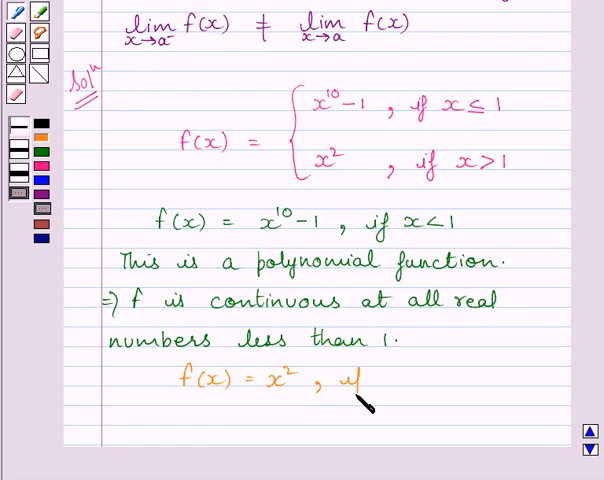 lim f(x) ≠ lim f(x)
x→a⁻ x→a
Solⁿ
f(x) = { x¹⁰-1 , if x ≤ 1
x² , if x > 1
f(x) = x¹⁰-1 , if x < 1
This is a polynomial function.
=) f is continuous at all real
numbers less than 1.
f(x) = x² , if